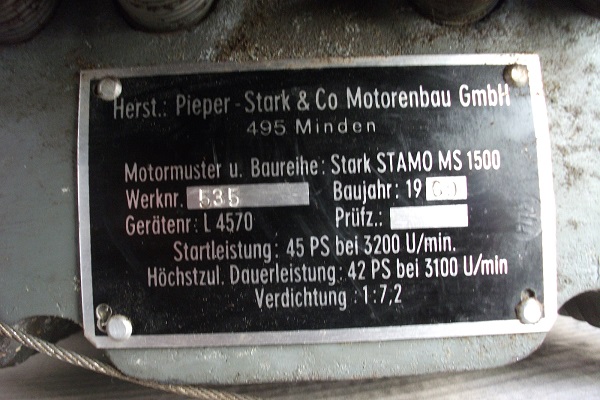 Herst.: Pieper-Stark & Co Motorenbau GmbH
495 Minden
Motormuster u. Baureihe: Stark STAMO MS 1500
Werknr. 535 Baujahr: 19
Gerätenr: L 4570 Prüfz.:
Startleistung: 45 PS bei 3200 U/min.
Höchstzul. Dauerleistung: 42 PS bei 3100 U/min
Verdichtung: 1:7,2